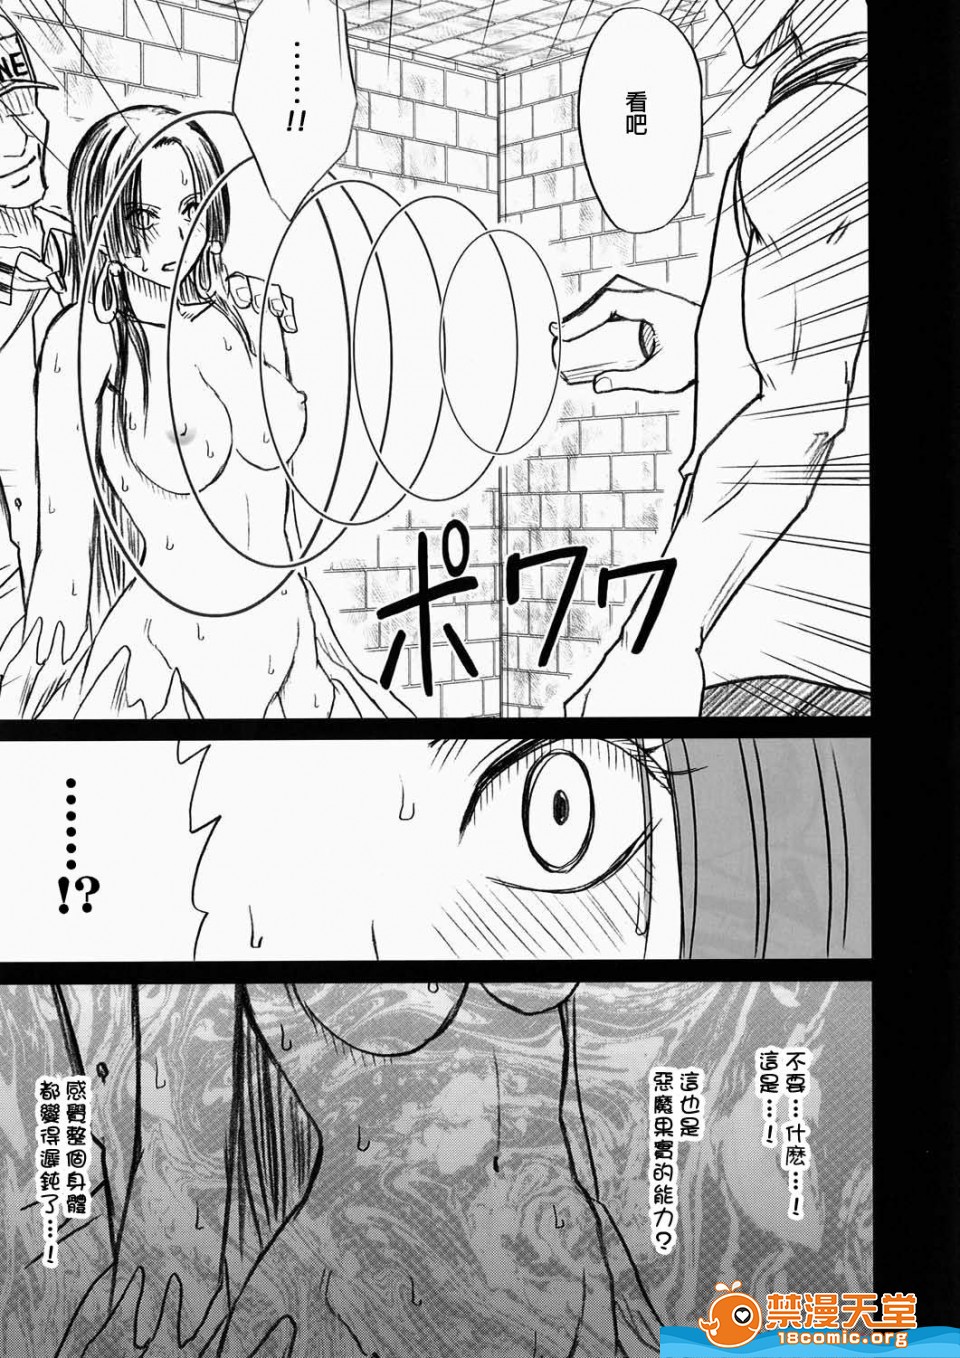 看吧
……!!
NE
ポワワ
……!?
不要…什麽…！
這是…！
這也是
惡魔果實的能力？
感覺整個身體
都變得遲鈍了…！
禁漫天堂
18comic.org